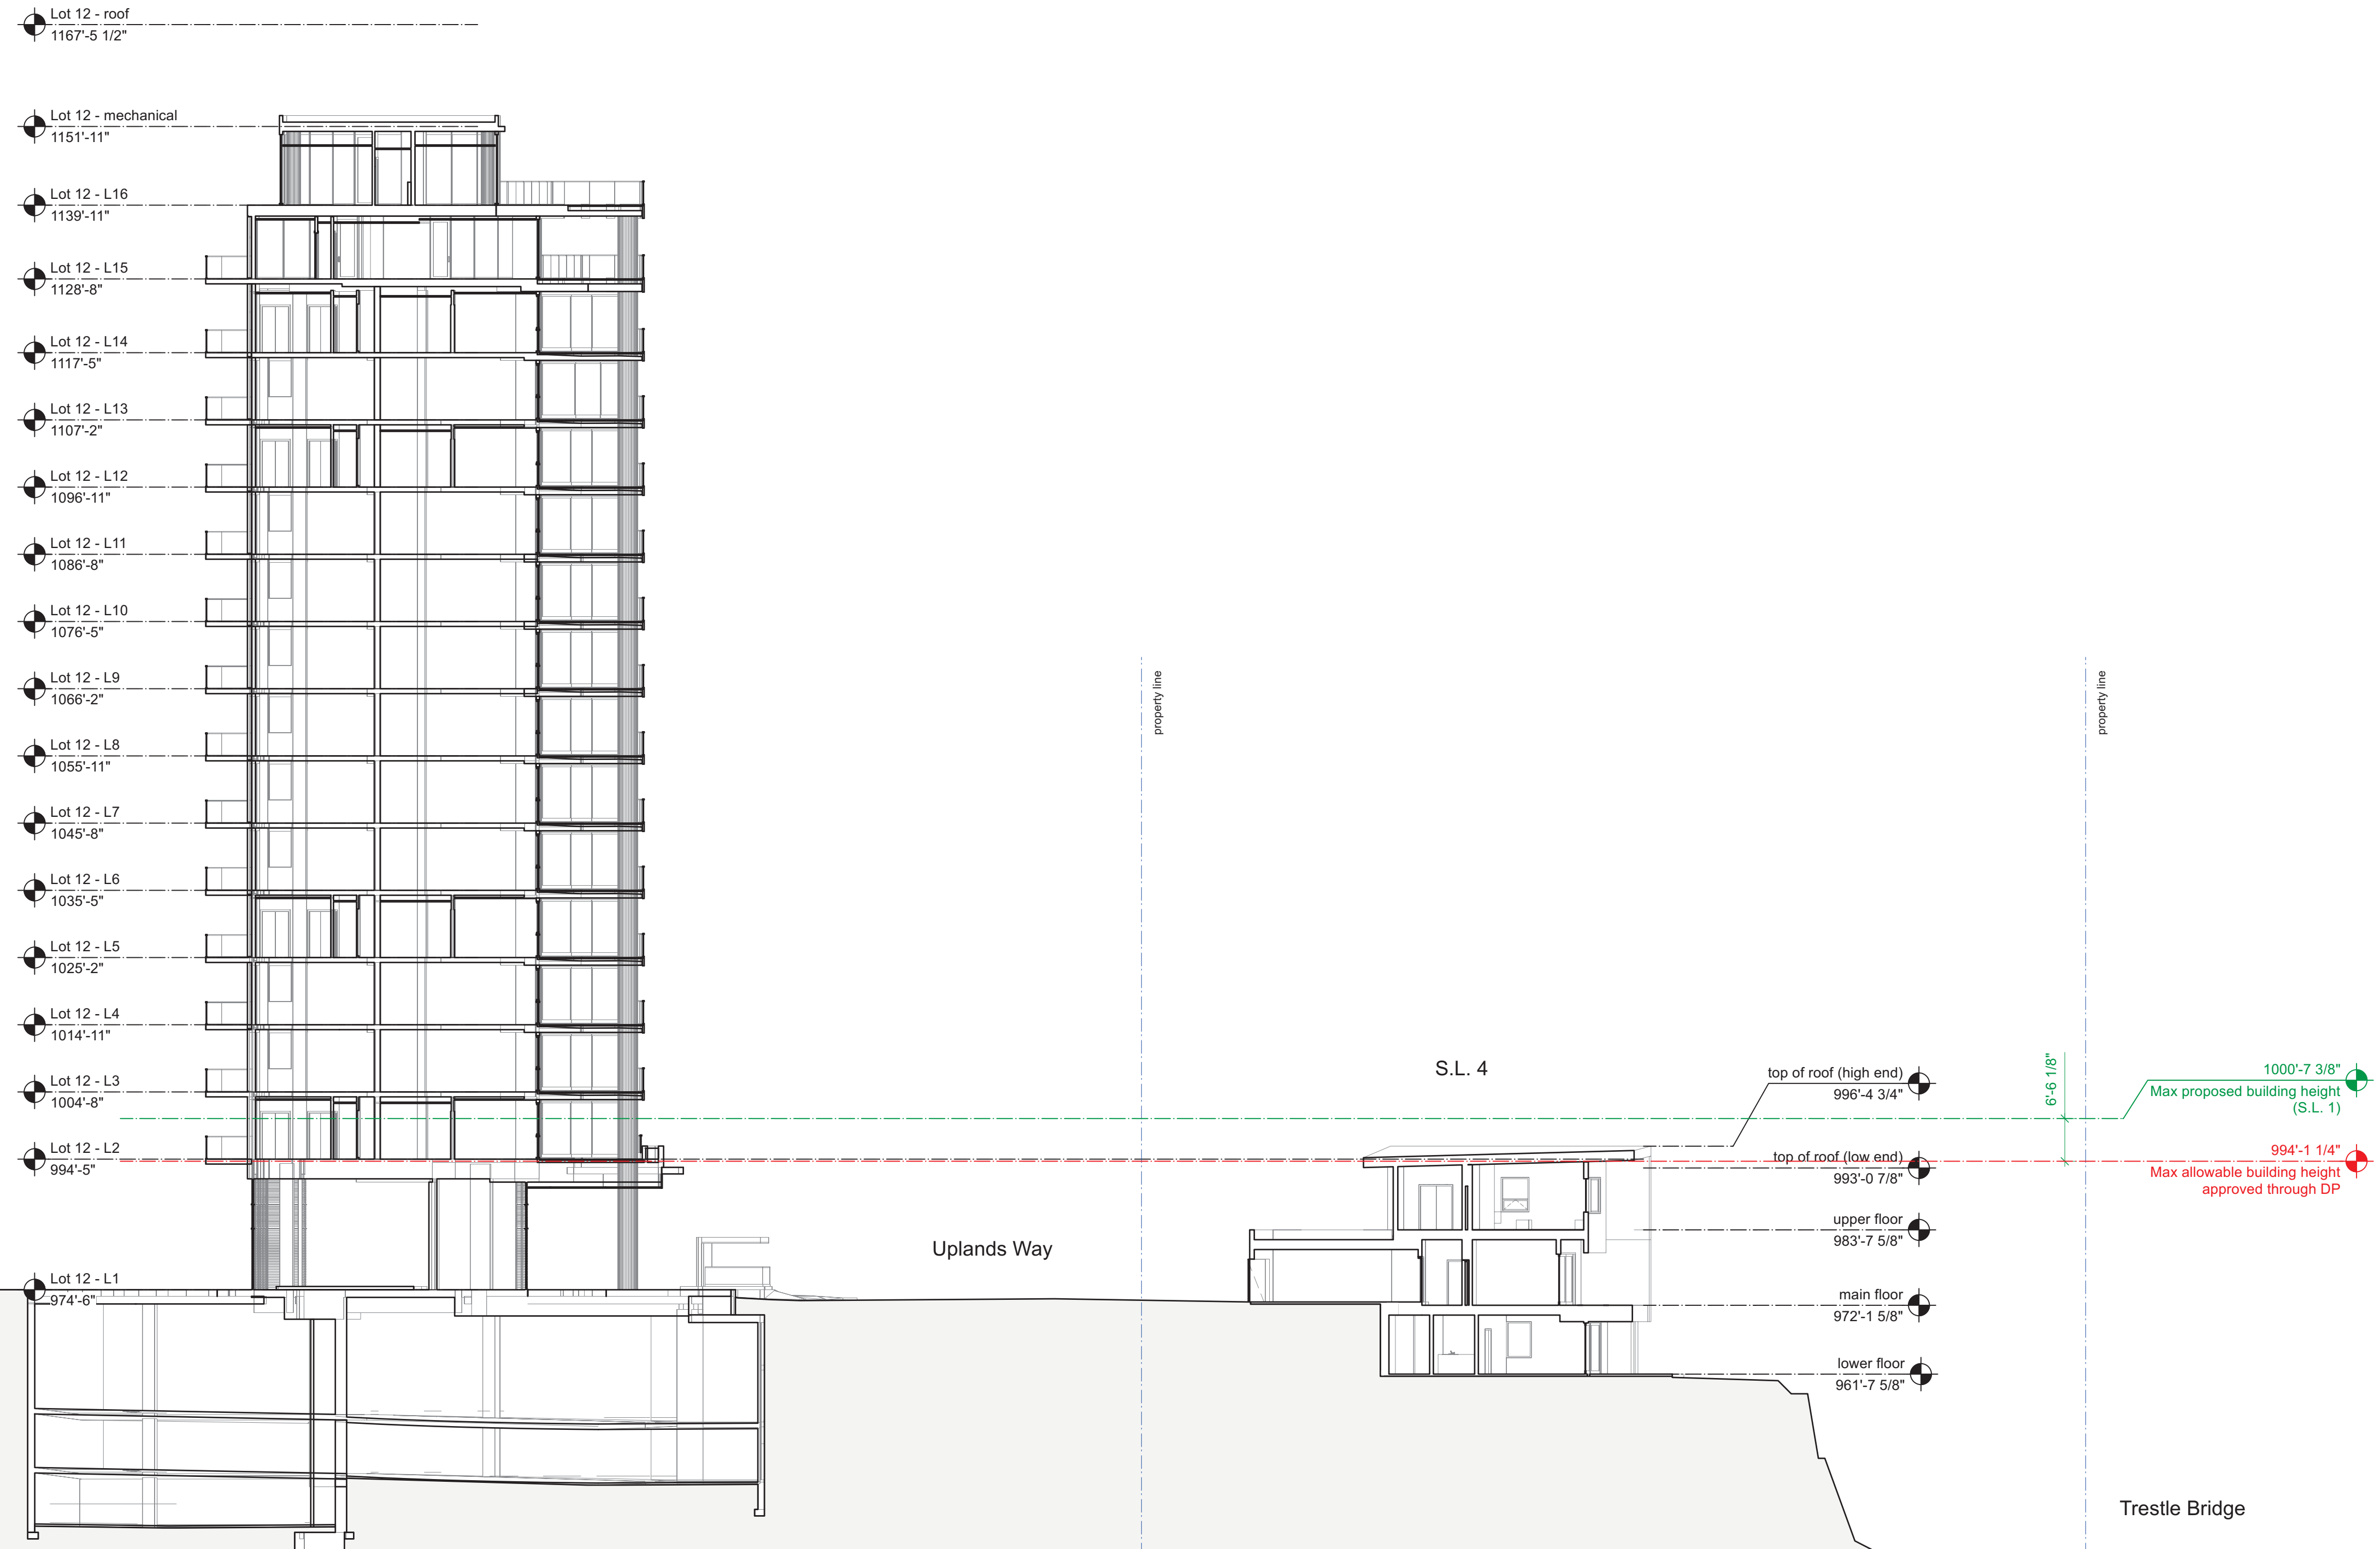 Lot 12 - roof
1167'-5 1/2"
Lot 12 - mechanical
1151'-11"
Lot 12 - L16
1139'-11"
Lot 12 - L15
1128'-8"
Lot 12 - L14
1117'-5"
Lot 12 - L13
1107'-2"
Lot 12 - L12
1096'-11"
Lot 12 - L11
1086'-8"
Lot 12 - L10
1076'-5"
Lot 12 - L9
1066'-2"
Lot 12 - L8
1055'-11"
Lot 12 - L7
1045'-8"
Lot 12 - L6
1035'-5"
Lot 12 - L5
1025'-2"
Lot 12 - L4
1014'-11"
Lot 12 - L3
1004'-8"
Lot 12 - L2
994'-5"
Lot 12 - L1
974'-6"
Uplands Way
property line
S.L. 4
top of roof (high end)
996'-4 3/4"
top of roof (low end)
993'-0 7/8"
upper floor
983'-7 5/8"
main floor
972'-1 5/8"
lower floor
961'-7 5/8"
property line
6'-6 1/8"
1000'-7 3/8"
Max proposed building height
(S.L. 1)
994'-1 1/4"
Max allowable building height
approved through DP
Trestle Bridge